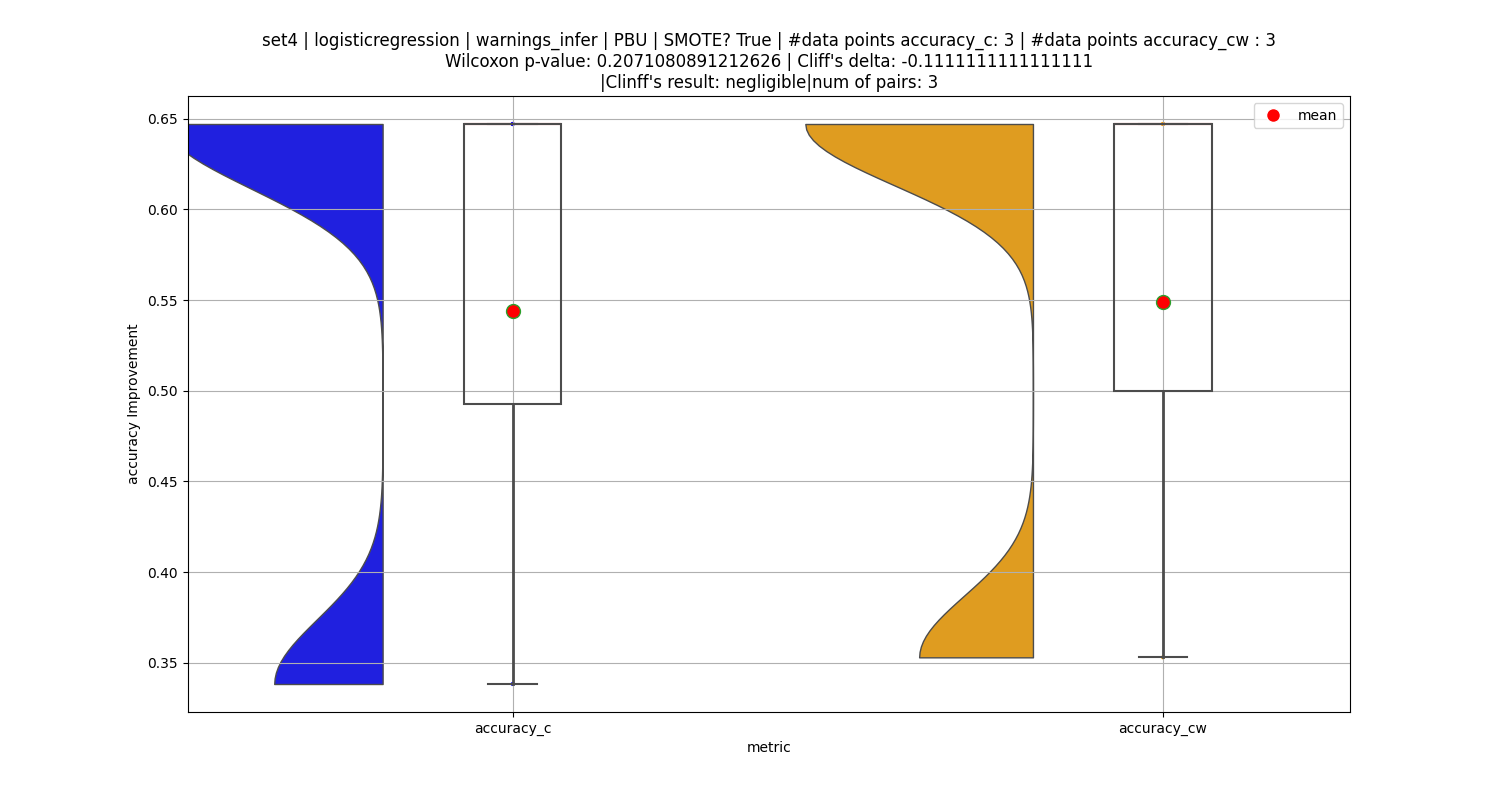 set4 | logisticregression | warnings_infer | PBU | SMOTE? True | #data points accuracy_c: 3 | #data points accuracy_cw : 3
Wilcoxon p-value: 0.2071080891212626 | Cliff's delta: -0.1111111111111111
|Clinff's result: negligible|num of pairs: 3
mean
0.65
0.60
0.55
0.50
0.45
0.40
0.35
accuracy Improvement
accuracy_c
accuracy_cw
metric